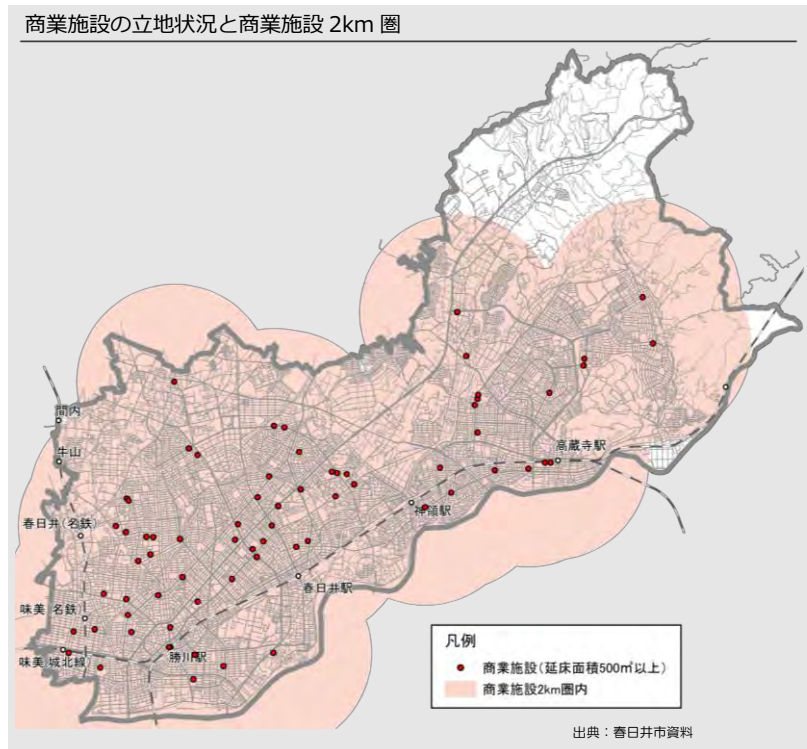 商業施設の立地状況と商業施設 2km 圏
間内
牛山
高蔵寺駅
神領駅
春日井(名鉄)
春日井駅
味美(名鉄)
勝川駅
味美(城北線)
凡例
商業施設(延床面積500㎡以上)
商業施設2km圏内
出典：春日井市資料